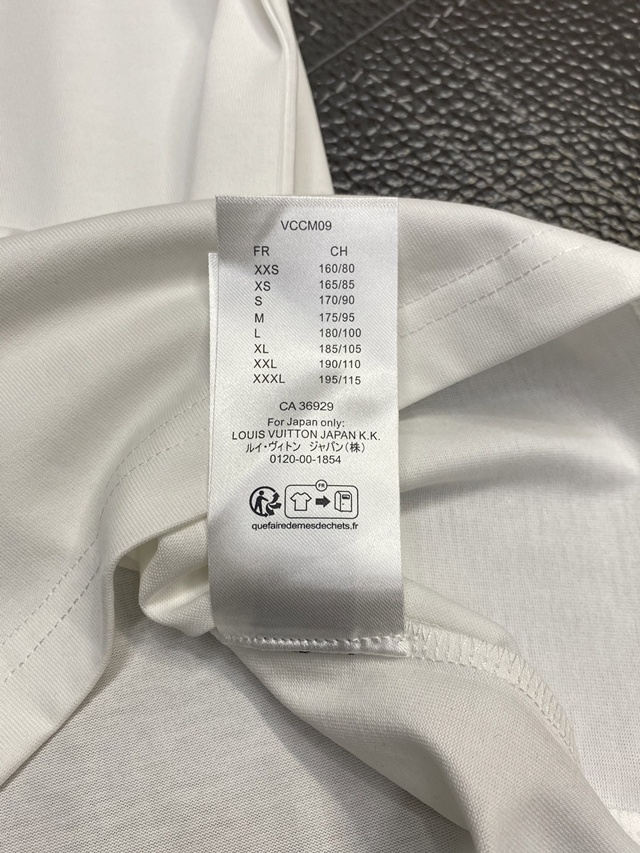 VCCM09
FR CH
XXS 160/80
XS 165/85
S 170/90
M 175/95
L 180/100
XL 185/105
XXL 190/110
XXXL 195/115
CA 36929
For Japan only:
LOUIS VUITTON JAPAN K.K.
ルイ・ヴィトン ジャパン(株)
0120-00-1854
FR
quefairedemesdechets.fr